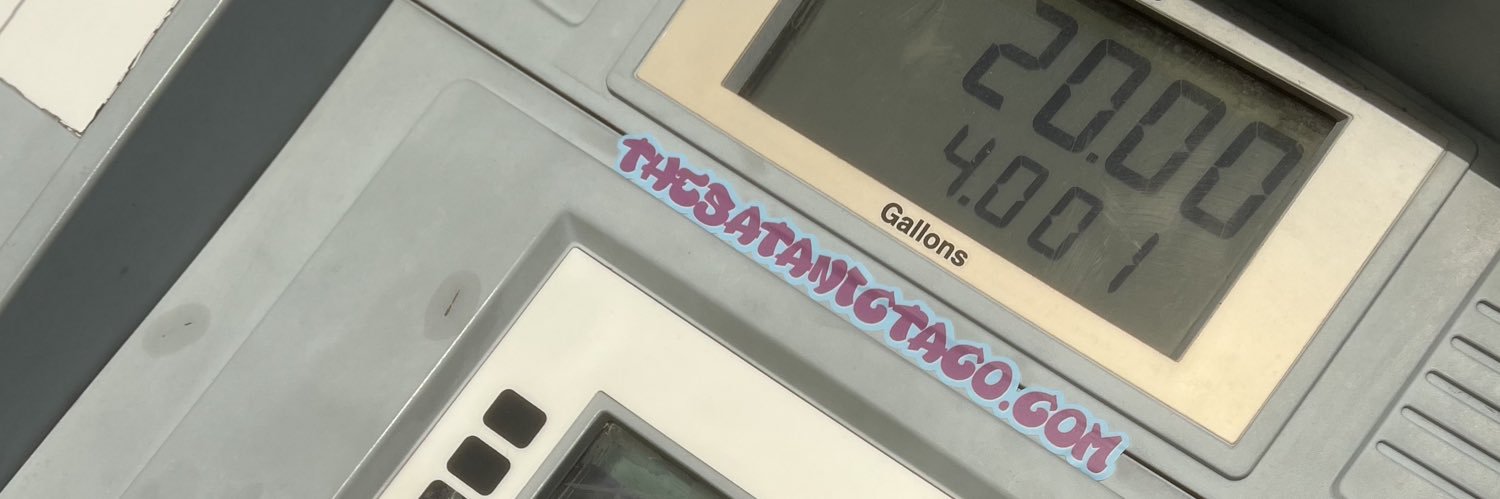 20.00
4.001
Gallons
THESATANICTACO.COM